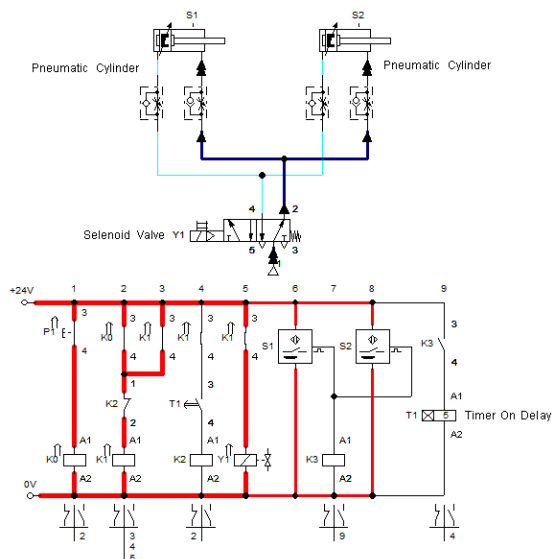 S1 S2
Pneumatic Cylinder Pneumatic Cylinder
4 2
Selenoid Valve Y1
5 3
1
1 2 3 4 5 6 7 8 9
+24V
3 3 3 3 3
P1 K0 K1 K1 K1 S1 S2 K3 3
4 4 4 4 4 4
1 3
K2 T1 A1
T1 5 Timer On Delay
2 4 A2
A1 A1 A1 A1 A1
K0 K1 K2 Y1 K3
A2 A2 A2 A2 A2
0V
2 3 2 9 4
4
5